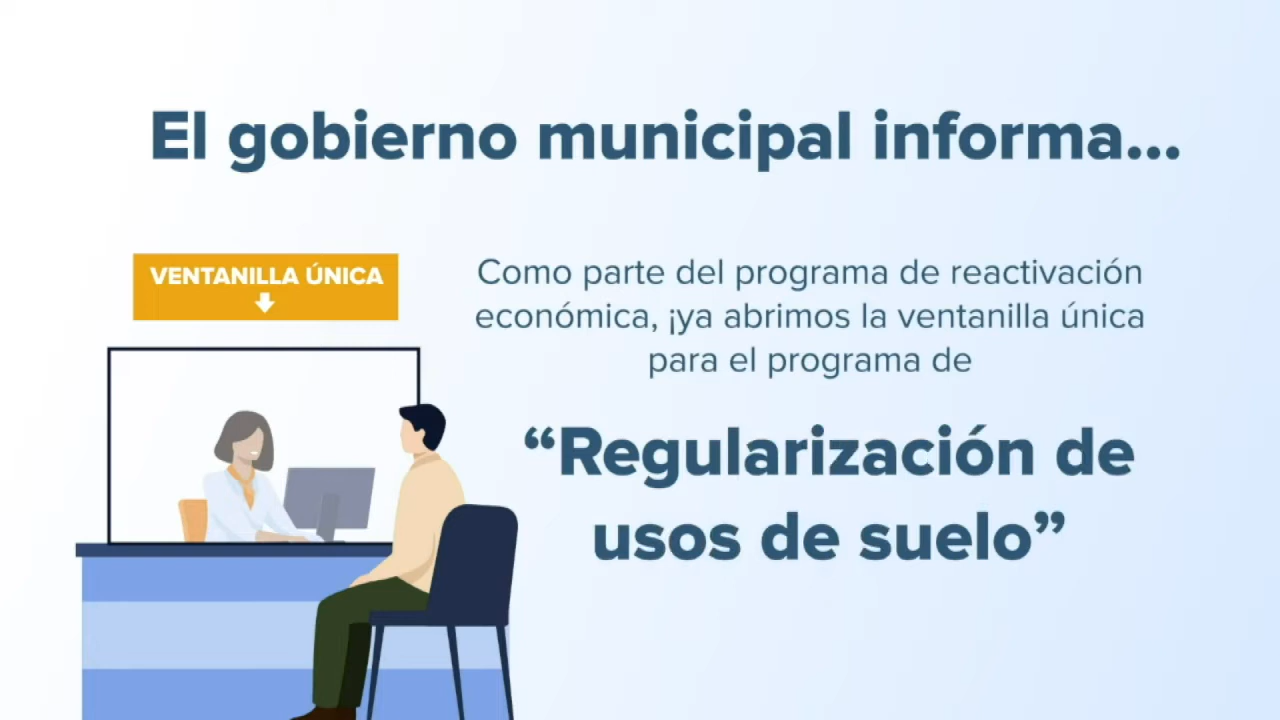 El gobierno municipal informa...
VENTANILLA ÚNICA
Como parte del programa de reactivación
económica, ¡ya abrimos la ventanilla única
para el programa de
“Regularización de
usos de suelo”